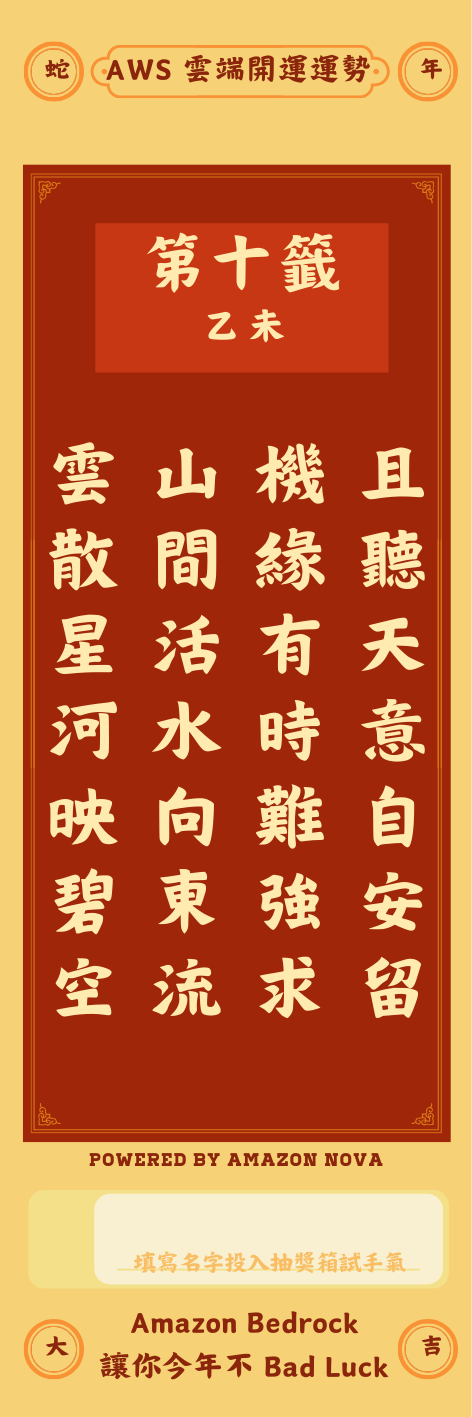 蛇
AWS 雲端開運運勢
年
第十籤
乙未
雲散星河映碧空
山間活水向東流
機緣有時難強求
且聽天意自安留
POWERED BY AMAZON NOVA
填寫名字投入抽獎箱試手氣
大
Amazon Bedrock
讓你今年不 Bad Luck
吉